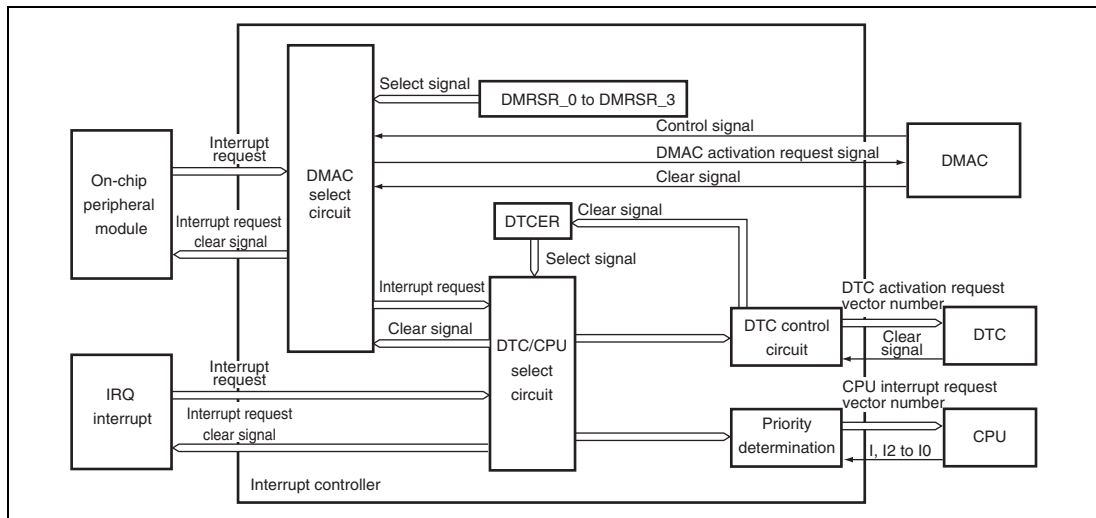 Select signal
DMRSR_0 to DMRSR_3
Control signal
Interrupt
request
DMAC activation request signal
DMAC
select
circuit
DMAC
Clear signal
On-chip
peripheral
module
Interrupt request
clear signal
DTCER
Clear signal
Select signal
Interrupt request
DTC activation request
vector number
Clear signal
DTC control
circuit
DTC
Clear
signal
DTC/CPU
select
circuit
Interrupt
request
IRQ
interrupt
CPU interrupt request
vector number
Interrupt request
clear signal
Priority
determination
CPU
I, I2 to I0
Interrupt controller